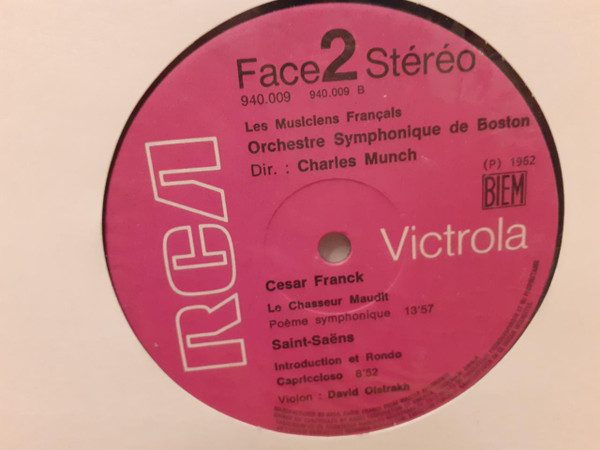 Face 2 Stéréo
940.009 940.009 B
Les Musiciens Français
Orchestre Symphonique de Boston
Dir. : Charles Munch
(P) 1962
BIEM
RCA
Victrola
Cesar Franck
Le Chasseur Maudit
Poème symphonique 13'57
Saint-Saëns
Introduction et Rondo
Capriccioso 8'52
Violon : David Oistrakh